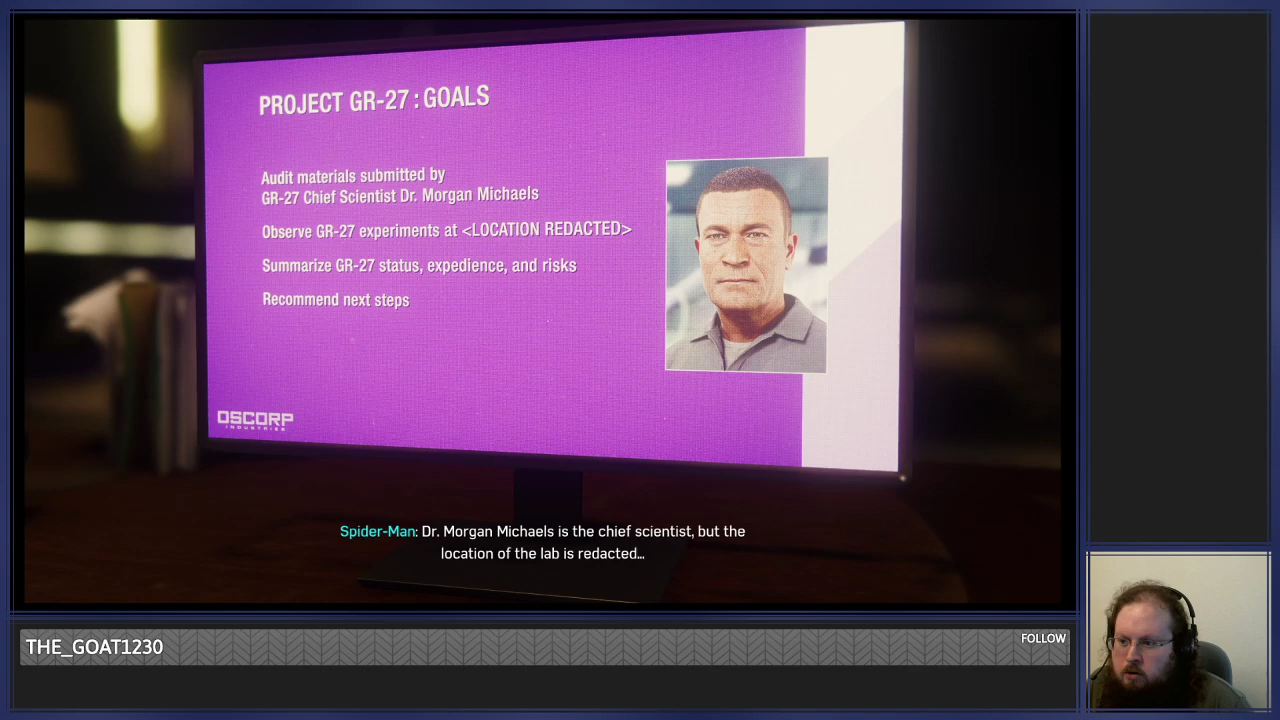 PROJECT GR-27 : GOALS
Audit materials submitted by
GR-27 Chief Scientist Dr. Morgan Michaels
Observe GR-27 experiments at <LOCATION REDACTED>
Summarize GR-27 status, expedience, and risks
Recommend next steps
OSCORP
INDUSTRIES
Spider-Man: Dr. Morgan Michaels is the chief scientist, but the
location of the lab is redacted...
THE_GOAT1230
FOLLOW